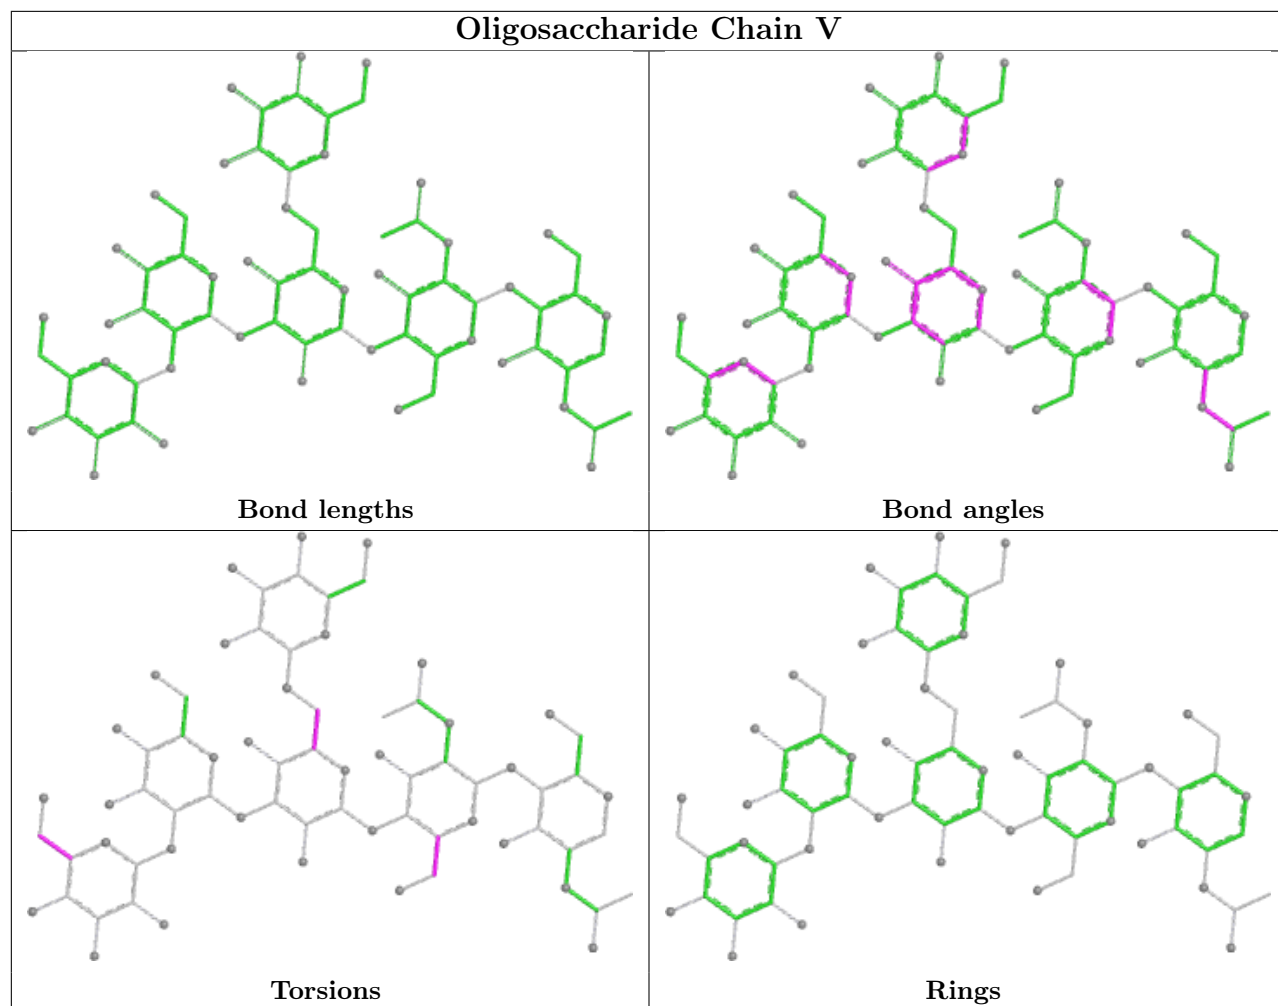 Oligosaccharide Chain V
Bond lengths
Bond angles
Torsions
Rings